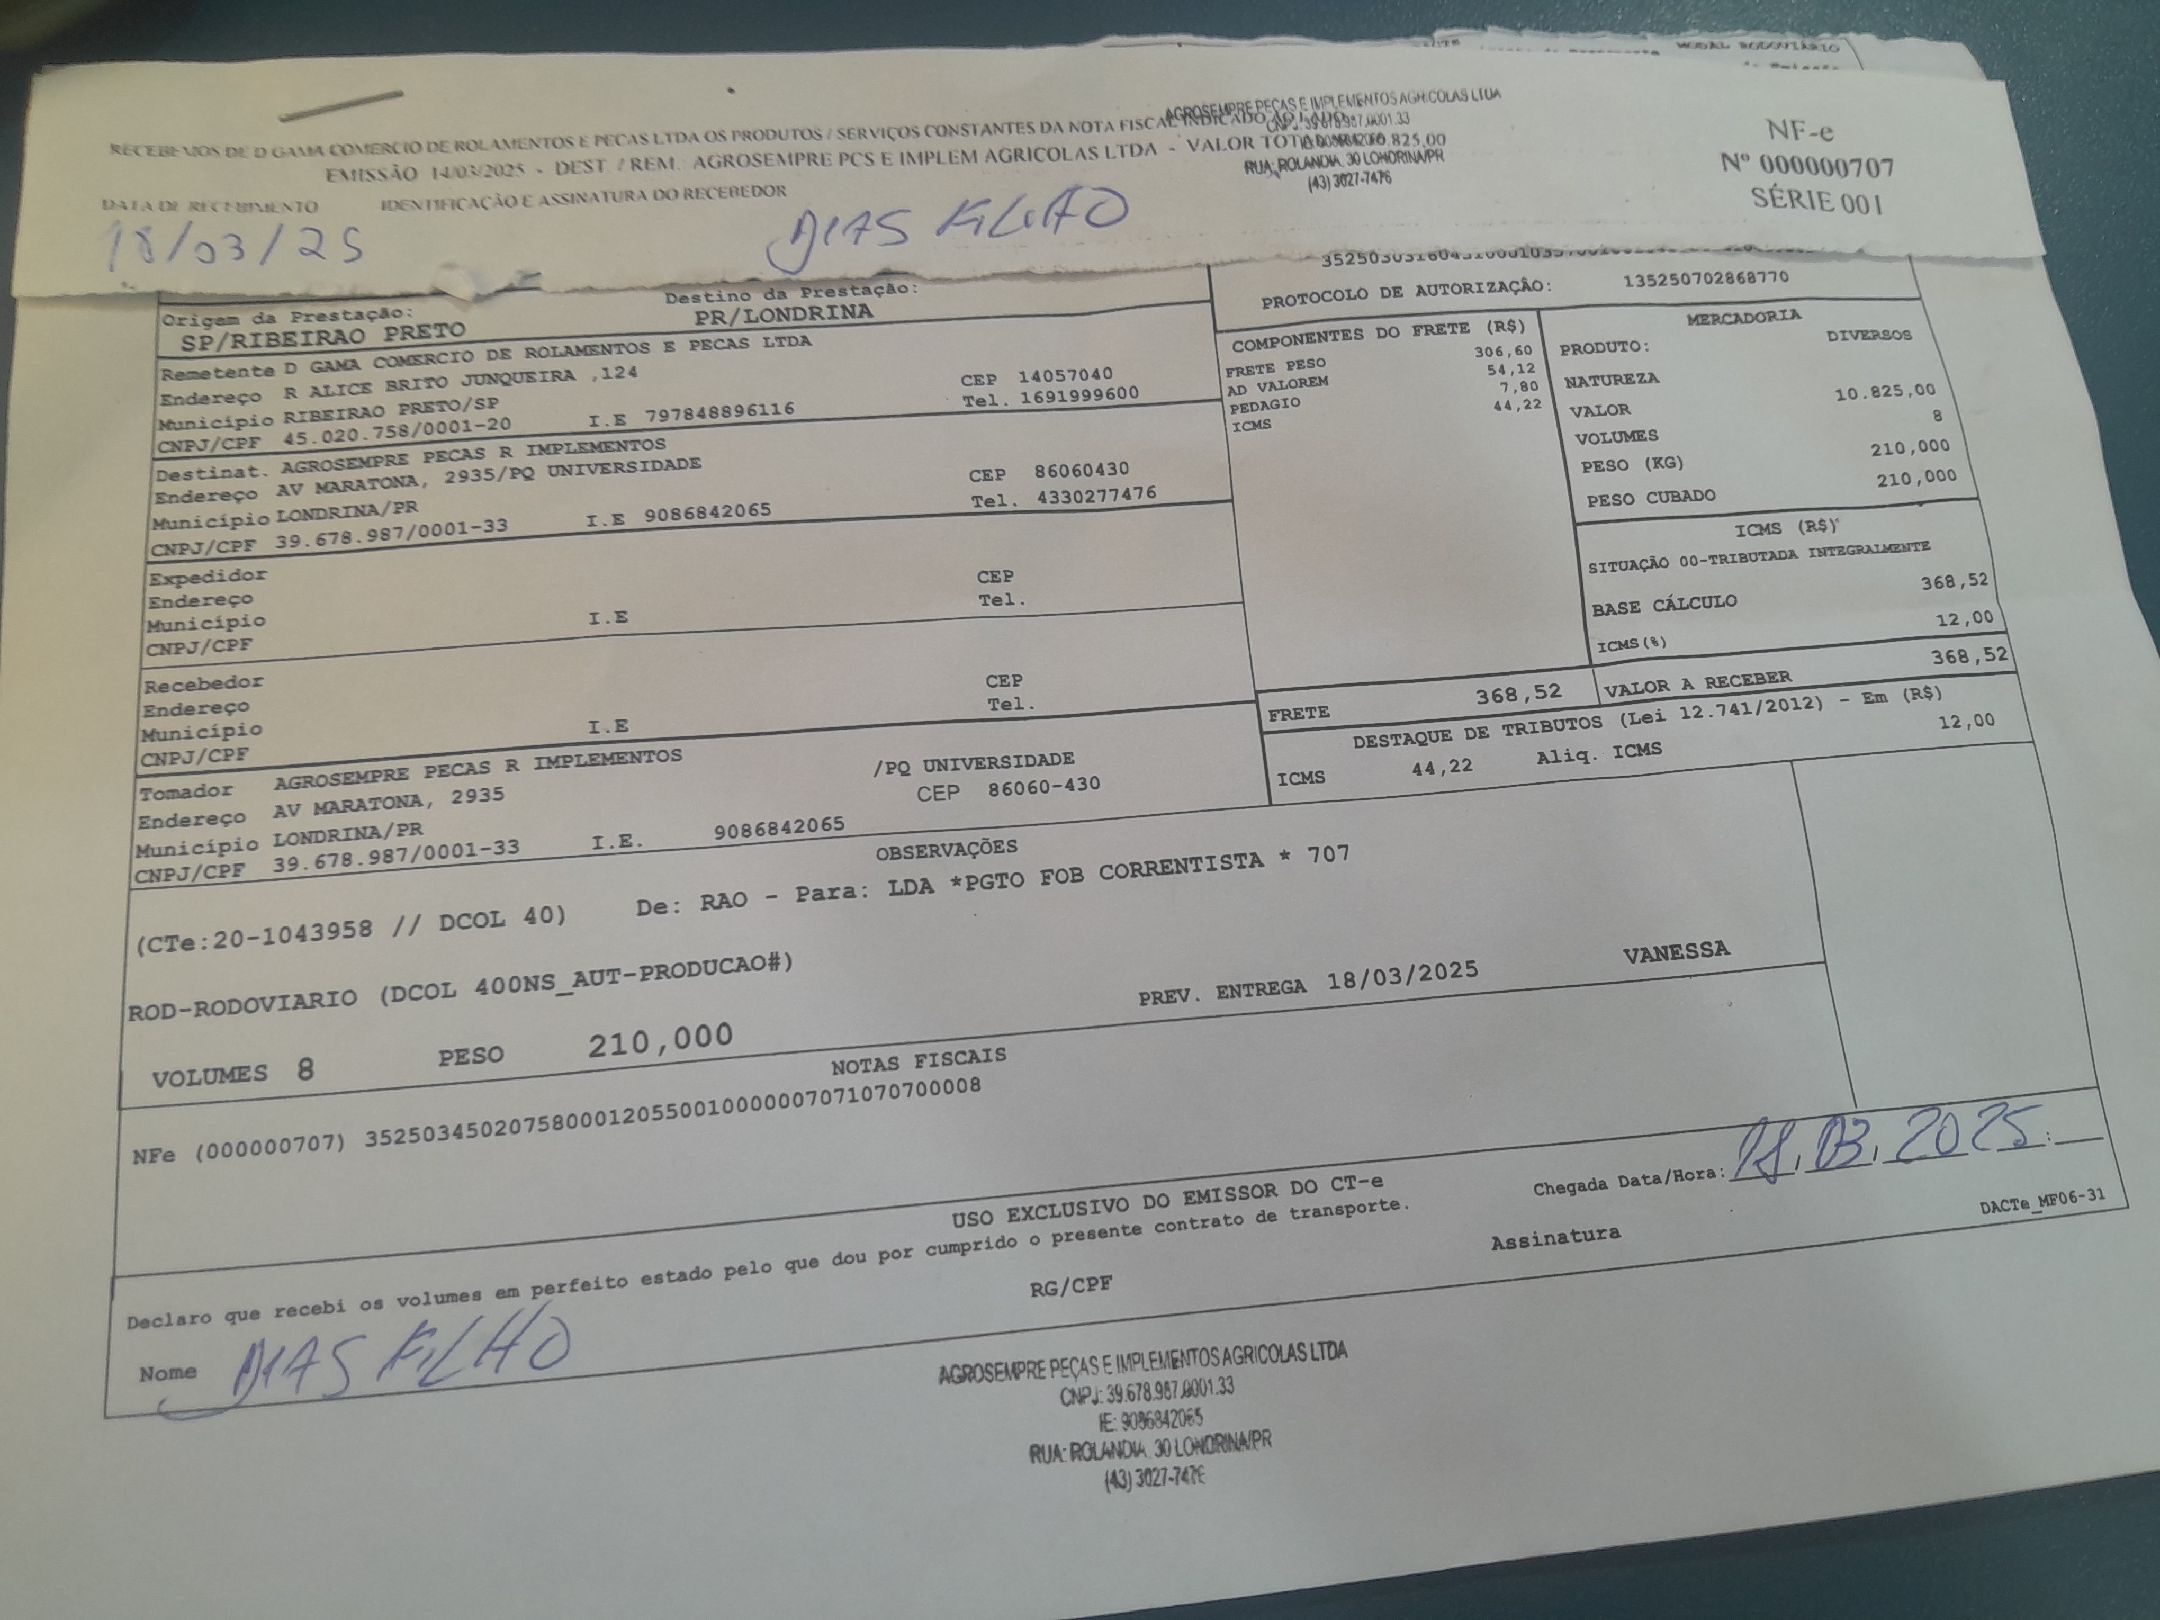 MODAL RODOVIÁRIO
RECEBEMOS DE D GAMA COMERCIO DE ROLAMENTOS E PECAS LTDA OS PRODUTOS / SERVIÇOS CONSTANTES DA NOTA FISCAL INDICADO AO LADO
EMISSÃO 14/03/2025 - DEST. / REM. AGROSEMPRE PCS E IMPLEM AGRICOLAS LTDA - VALOR TOTAL 10.825,00
AGROSEMPRE PEÇAS E IMPLEMENTOS AGRICOLAS LTDA
CNPJ: 39.678.987.0001.33
RUA: ROLANDIA, 30 LONDRINA/PR
(43) 3027-7476
NF-e
Nº 000000707
SÉRIE 001
DATA DE RECEBIMENTO IDENTIFICAÇÃO E ASSINATURA DO RECEBEDOR
18/03/25 DIAS FILHO
PROTOCOLO DE AUTORIZAÇÃO: 135250702868770
Origem da Prestação: Destino da Prestação:
SP/RIBEIRAO PRETO PR/LONDRINA
Remetente D GAMA COMERCIO DE ROLAMENTOS E PECAS LTDA
Endereço R ALICE BRITO JUNQUEIRA ,124 CEP 14057040
Município RIBEIRAO PRETO/SP Tel. 1691999600
CNPJ/CPF 45.020.758/0001-20 I.E 797848896116
Destinat. AGROSEMPRE PECAS R IMPLEMENTOS
Endereço AV MARATONA, 2935/PQ UNIVERSIDADE CEP 86060430
Município LONDRINA/PR Tel. 4330277476
CNPJ/CPF 39.678.987/0001-33 I.E 9086842065
Expedidor
Endereço CEP
Município Tel.
CNPJ/CPF I.E
Recebedor
Endereço CEP
Município Tel.
CNPJ/CPF I.E
Tomador AGROSEMPRE PECAS R IMPLEMENTOS
Endereço AV MARATONA, 2935 /PQ UNIVERSIDADE
Município LONDRINA/PR CEP 86060-430
CNPJ/CPF 39.678.987/0001-33 I.E. 9086842065
COMPONENTES DO FRETE (R$)
FRETE PESO 306,60
AD VALOREM 54,12
PEDAGIO 7,80
ICMS 44,22
MERCADORIA
PRODUTO: DIVERSOS
NATUREZA
VALOR 10.825,00
VOLUMES 8
PESO (KG) 210,000
PESO CUBADO 210,000
ICMS (R$)
SITUAÇÃO 00-TRIBUTADA INTEGRALMENTE
BASE CÁLCULO 368,52
ICMS(%) 12,00
FRETE 368,52 VALOR A RECEBER 368,52
DESTAQUE DE TRIBUTOS (Lei 12.741/2012) - Em (R$)
ICMS 44,22 Aliq. ICMS 12,00
OBSERVAÇÕES
(CTe:20-1043958 // DCOL 40) De: RAO - Para: LDA *PGTO FOB CORRENTISTA * 707
ROD-RODOVIARIO (DCOL 400NS_AUT-PRODUCAO#)
VOLUMES 8 PESO 210,000 PREV. ENTREGA 18/03/2025 VANESSA
NOTAS FISCAIS
NFe (000000707) 35250345020758000120550010000007071070700008
USO EXCLUSIVO DO EMISSOR DO CT-e
Chegada Data/Hora: 18.03.2025 :
DACTe_MF06-31
Declaro que recebi os volumes em perfeito estado pelo que dou por cumprido o presente contrato de transporte.
Nome DIAS FILHO RG/CPF Assinatura
AGROSEMPRE PEÇAS E IMPLEMENTOS AGRICOLAS LTDA
CNPJ: 39.678.987.0001.33
IE: 9086842065
RUA: ROLANDIA, 30 LONDRINA/PR
(43) 3027-7476